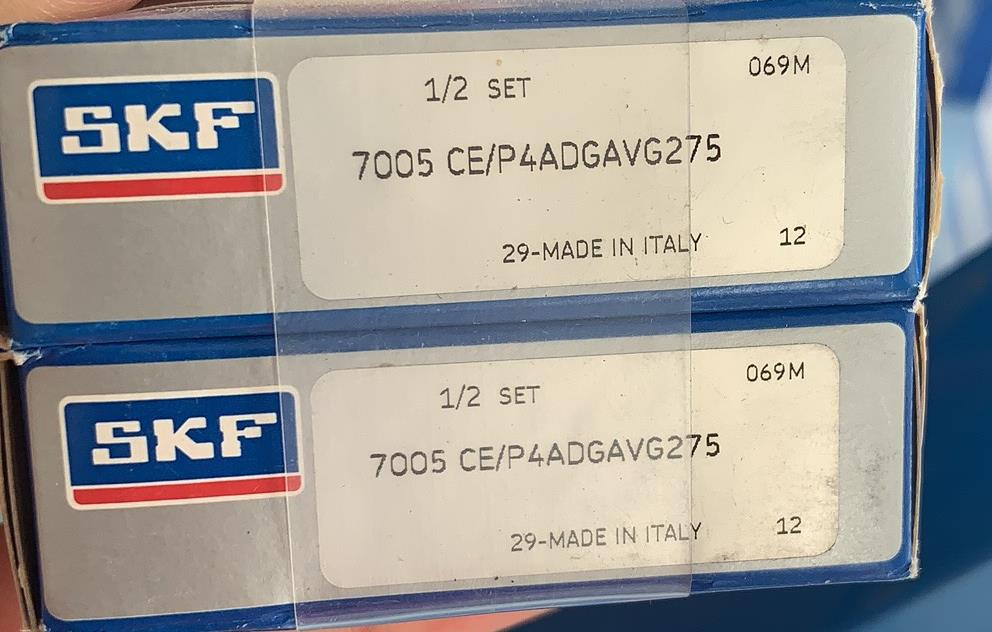 SKF
1/2 SET
069M
7005 CE/P4ADGAVG275
29-MADE IN ITALY
12
SKF
1/2 SET
069M
7005 CE/P4ADGAVG275
29-MADE IN ITALY
12